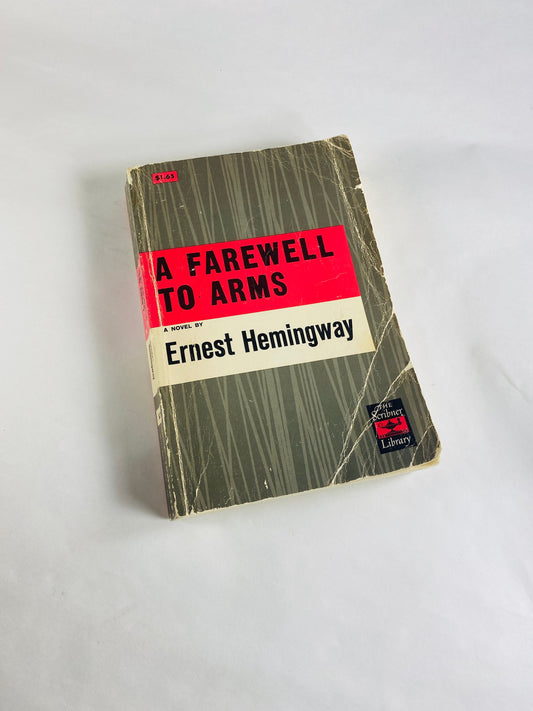 $1.65
A FAREWELL
TO ARMS
A NOVEL BY
Ernest Hemingway
THE
Scribner
Library